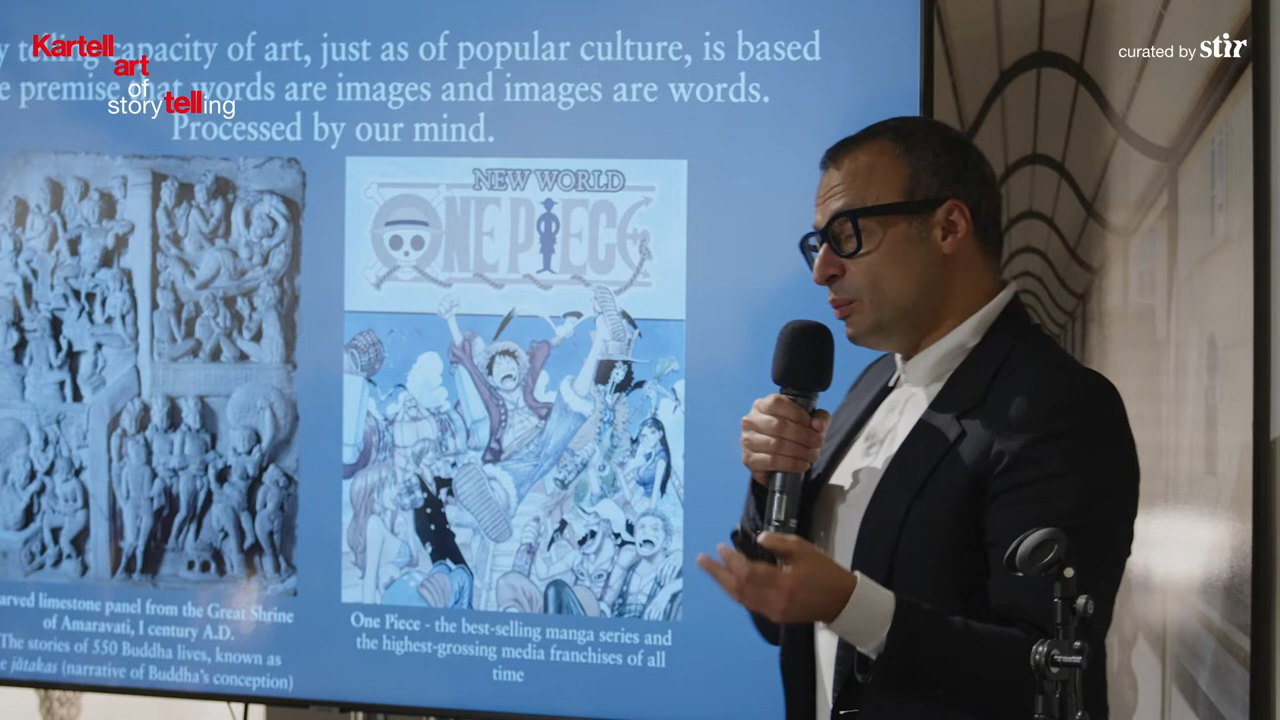 Kartell
art
of
story telling
curated by stir
capacity of art, just as of popular culture, is based
premise that words are images and images are words.
Processed by our mind.
NEW WORLD
ONE PIECE
arved limestone panel from the Great Shrine
of Amaravati, I century A.D.
The stories of 550 Buddha lives, known as
jātakas (narrative of Buddha's conception)
One Piece - the best-selling manga series and
the highest-grossing media franchises of all
time